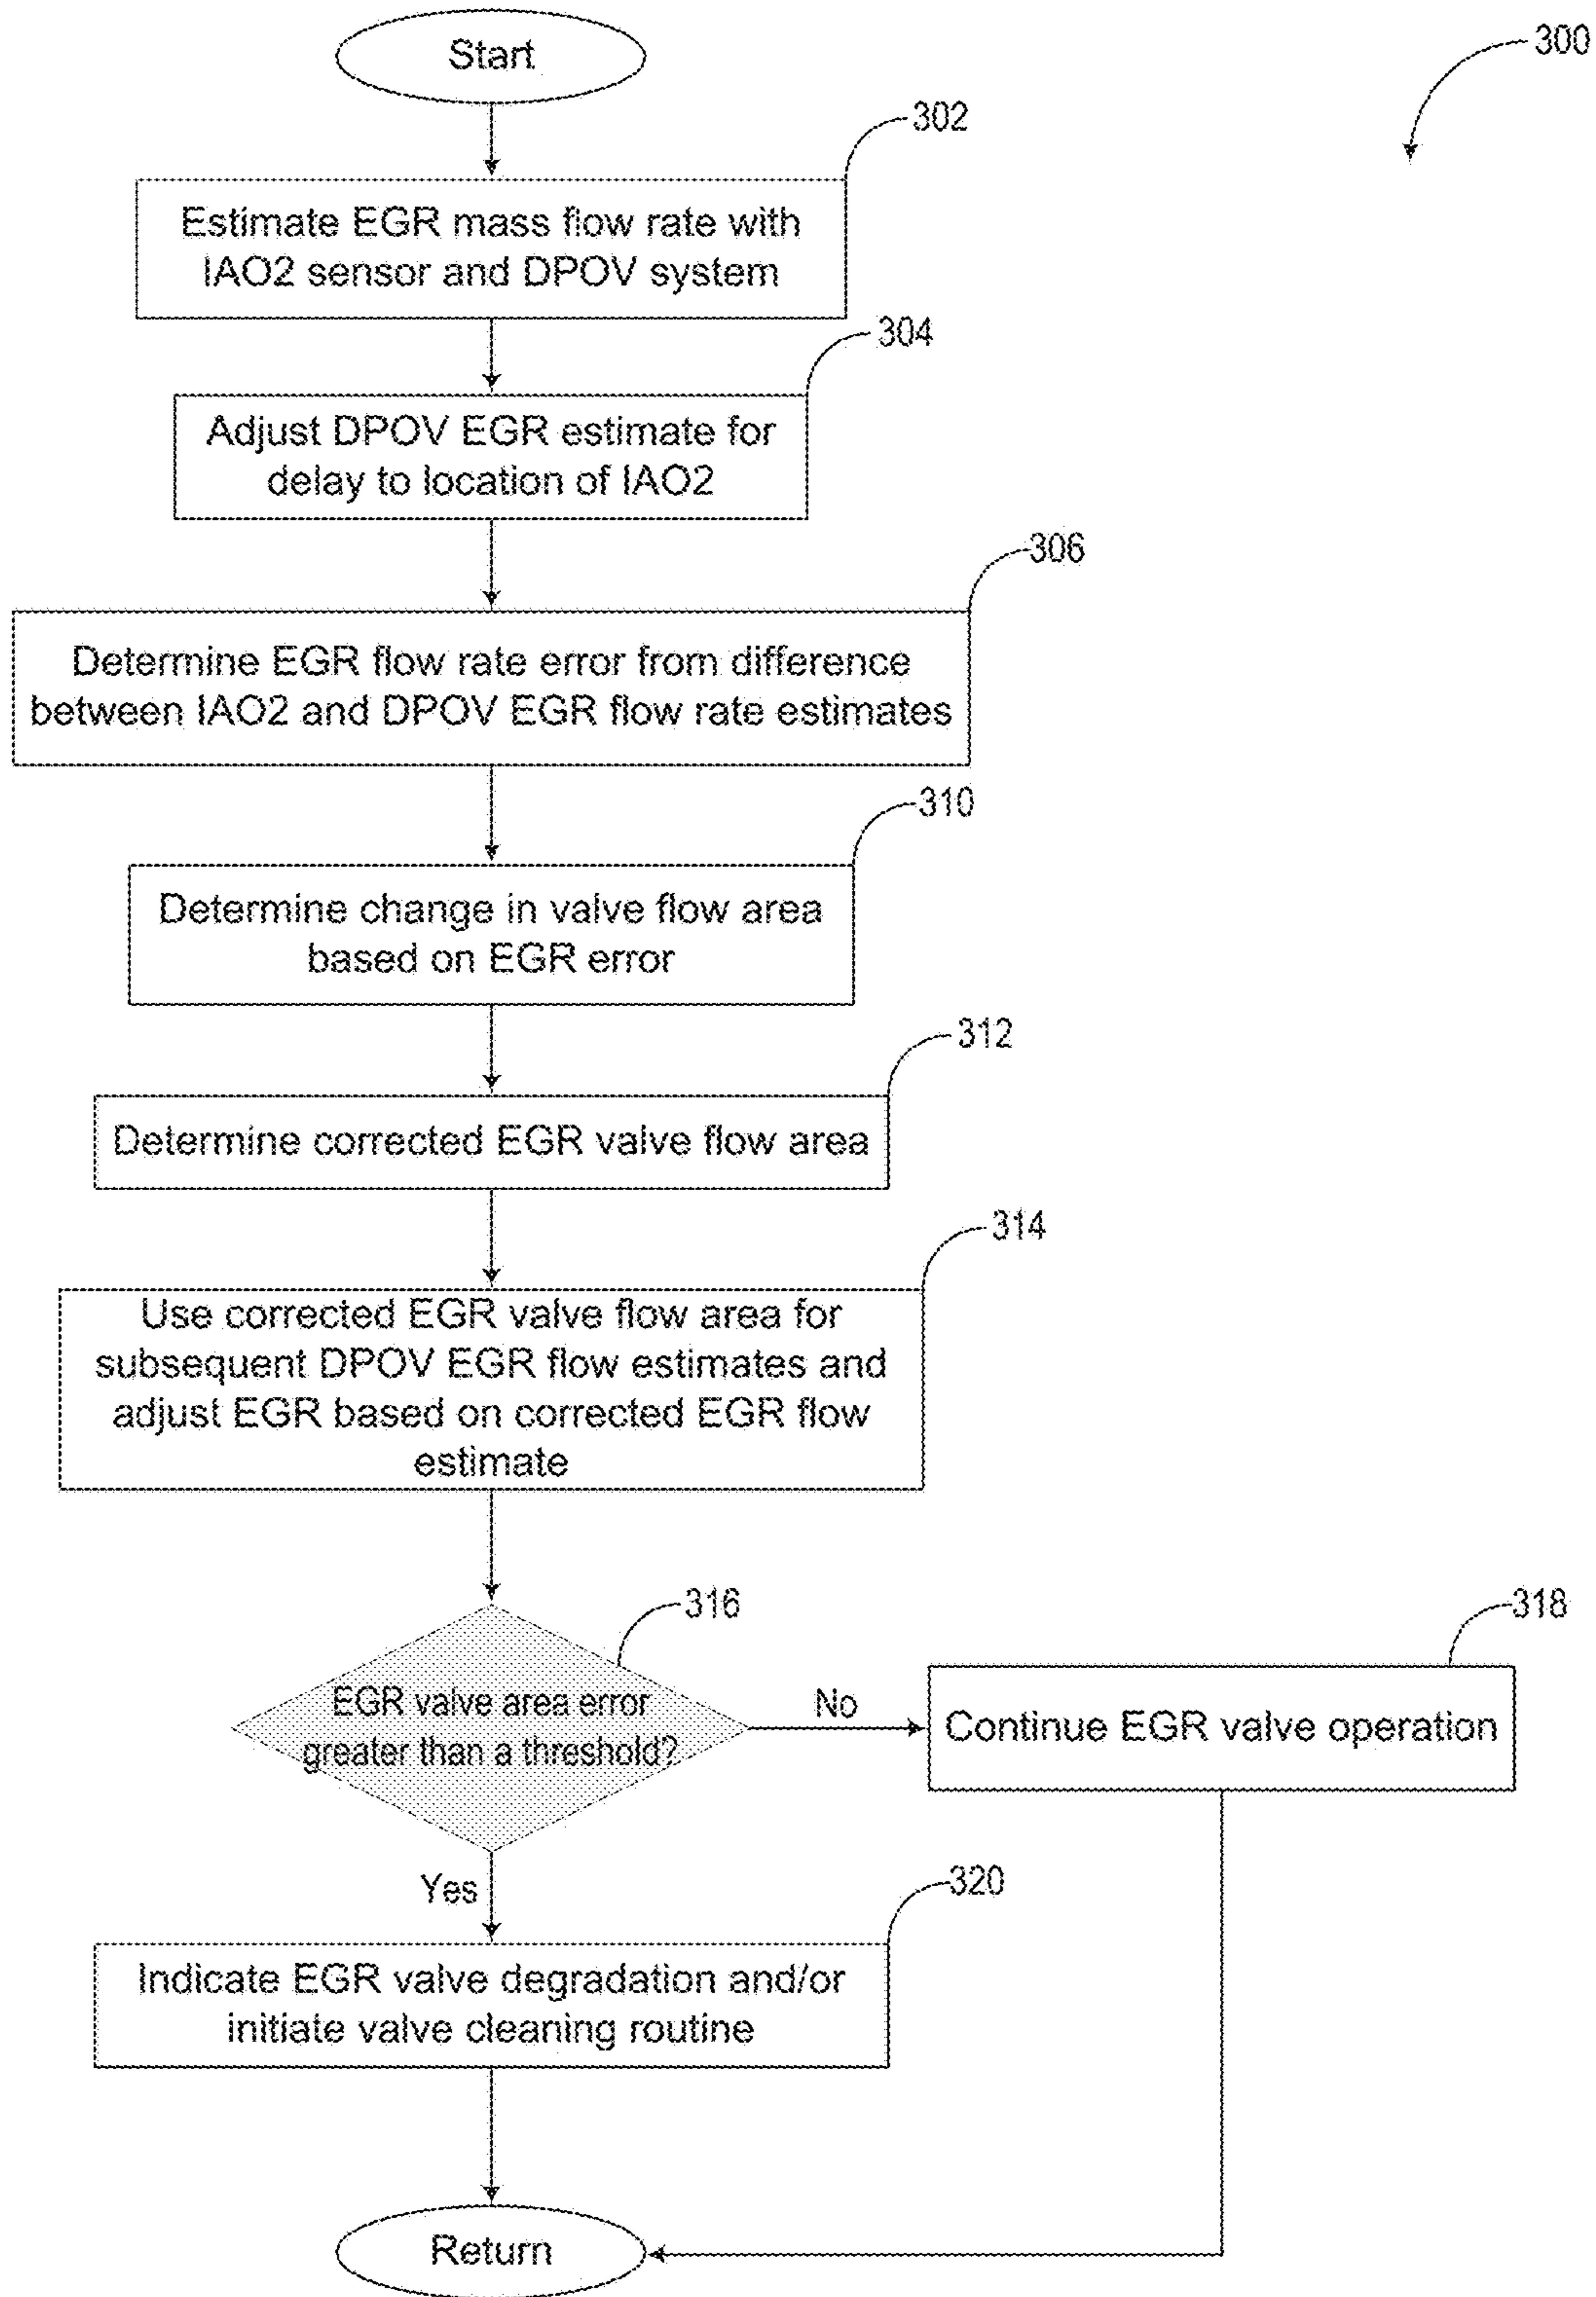 Start
300
302
Estimate EGR mass flow rate with
IAO2 sensor and DPOV system
304
Adjust DPOV EGR estimate for
delay to location of IAO2
306
Determine EGR flow rate error from difference
between IAO2 and DPOV EGR flow rate estimates
310
Determine change in valve flow area
based on EGR error
312
Determine corrected EGR valve flow area
314
Use corrected EGR valve flow area for
subsequent DPOV EGR flow estimates and
adjust EGR based on corrected EGR flow
estimate
316
318
EGR valve area error
greater than a threshold?
No
Continue EGR valve operation
Yes
320
Indicate EGR valve degradation and/or
initiate valve cleaning routine
Return